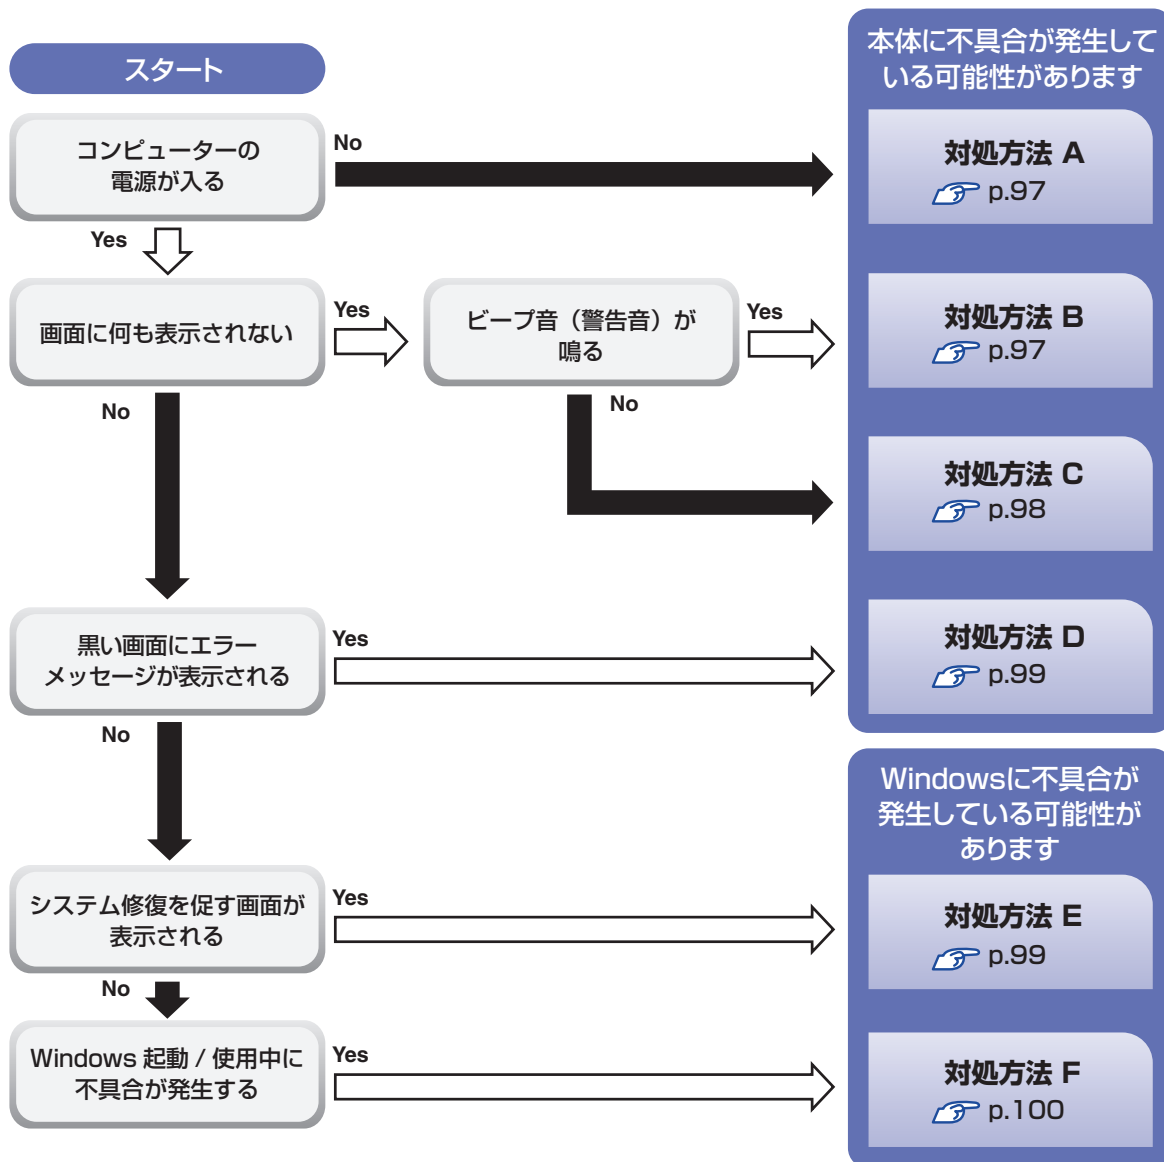 スタート
コンピューターの
電源が入る
No
Yes
画面に何も表示されない
Yes
ビープ音（警告音）が
鳴る
Yes
No
No
黒い画面にエラー
メッセージが表示される
Yes
No
システム修復を促す画面が
表示される
Yes
No
Windows 起動 / 使用中に
不具合が発生する
Yes
本体に不具合が発生して
いる可能性があります
対処方法 A
p.97
対処方法 B
p.97
対処方法 C
p.98
対処方法 D
p.99
Windowsに不具合が
発生している可能性が
あります
対処方法 E
p.99
対処方法 F
p.100